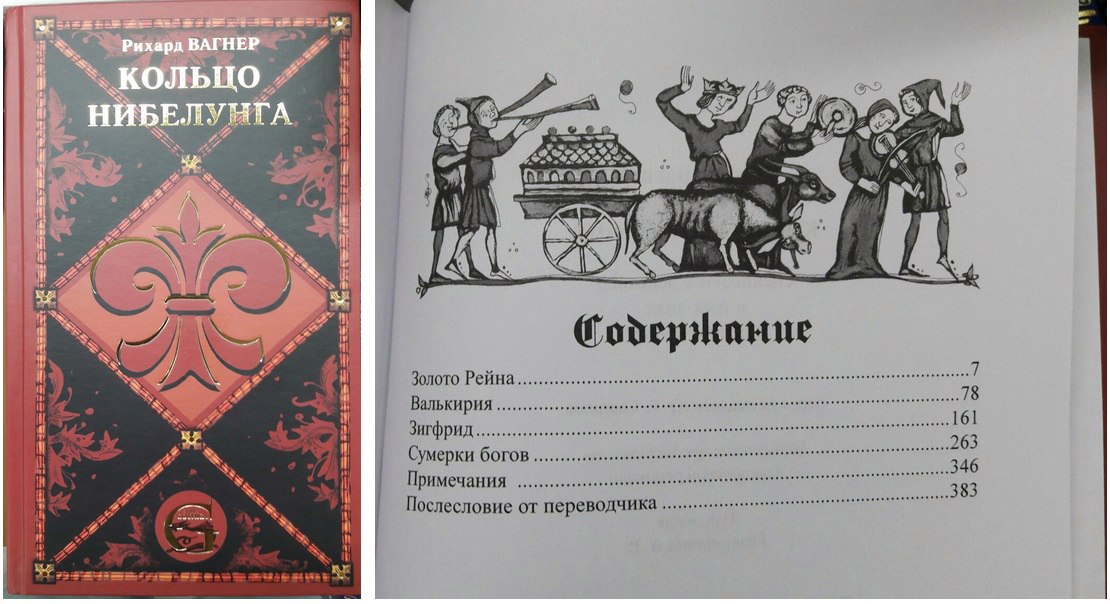 Рихард ВАГНЕР
КОЛЬЦО
НИБЕЛУНГА
G
Содержание
Золото Рейна.......7
Валькирия.......78
Зигфрид.......161
Сумерки богов.......263
Примечания.......346
Послесловие от переводчика.......383